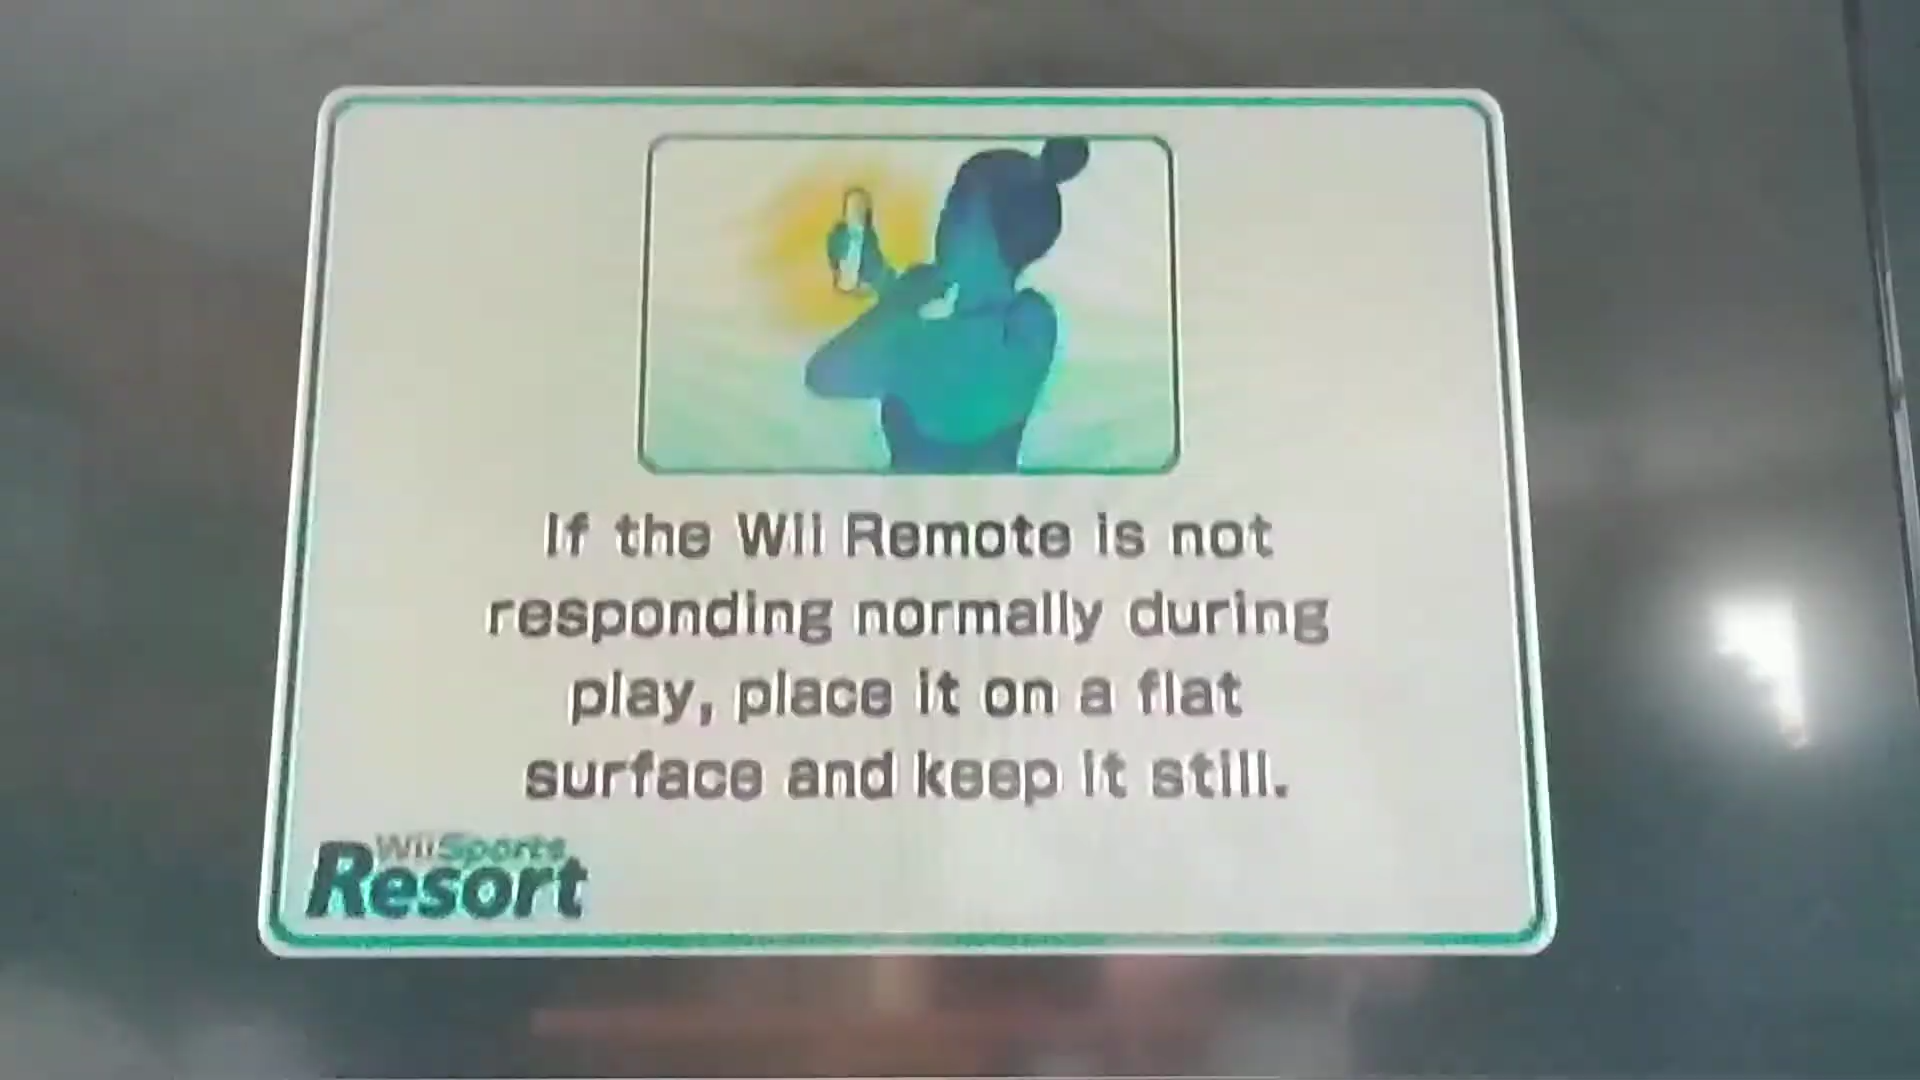 If the Wii Remote is not
responding normally during
play, place it on a flat
surface and keep it still.
Wii Sports
Resort